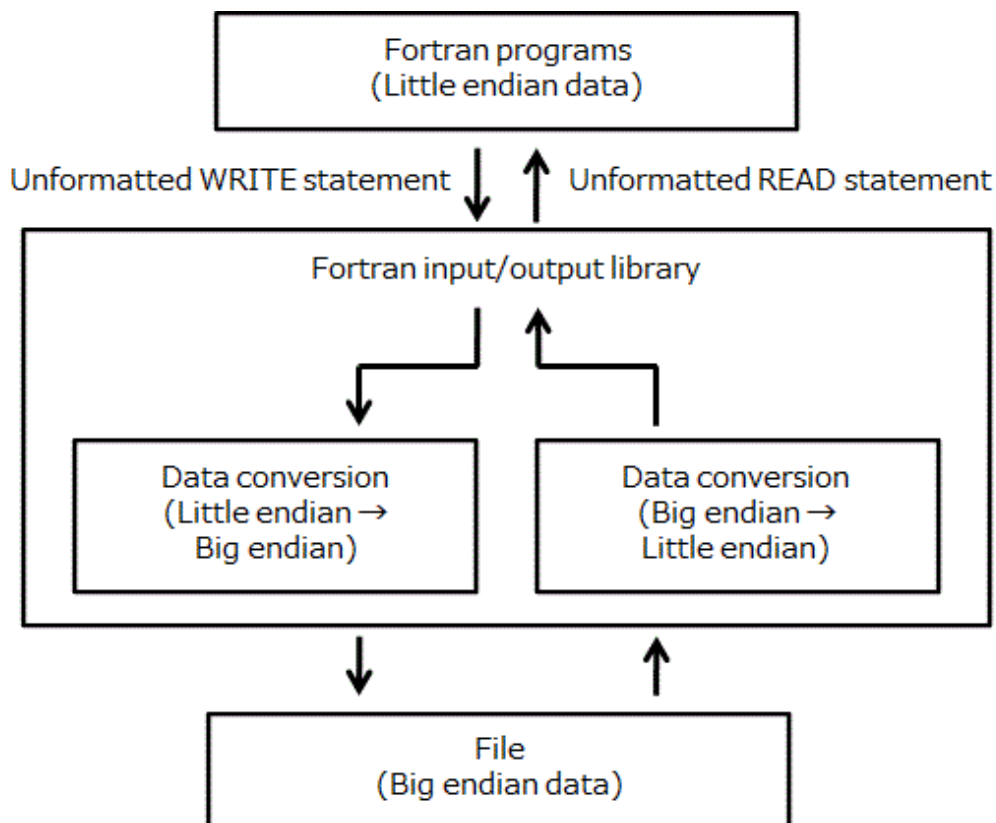 Fortran programs
(Little endian data)
Unformatted WRITE statement
Unformatted READ statement
Fortran input/output library
Data conversion
(Little endian →
Big endian)
Data conversion
(Big endian →
Little endian)
File
(Big endian data)